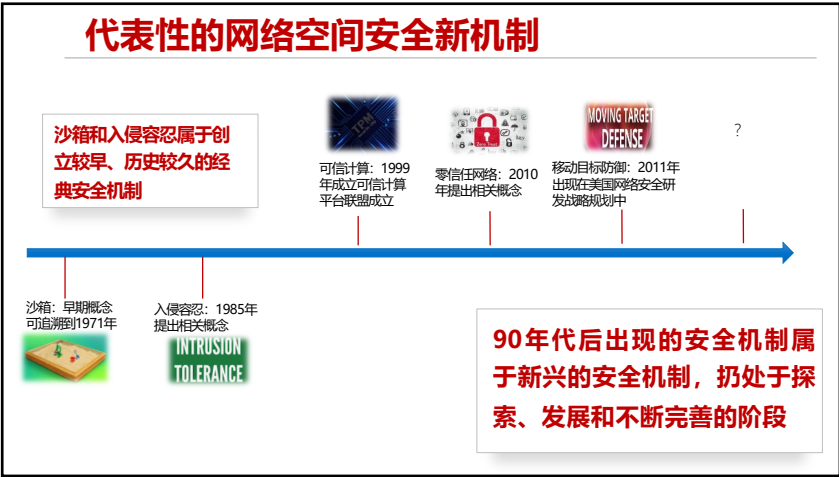 代表性的网络空间安全新机制
沙箱和入侵容忍属于创
立较早、历史较久的经
典安全机制
TPM
可信计算：1999
年成立可信计算
平台联盟成立
Zero Trust
零信任网络：2010
年提出相关概念
MOVING TARGET
DEFENSE
移动目标防御：2011年
出现在美国网络安全研
发战略规划中
?
沙箱：早期概念
可追溯到1971年
入侵容忍：1985年
提出相关概念
INTRUSION
TOLERANCE
90年代后出现的安全机制属
于新兴的安全机制，扔处于探
索、发展和不断完善的阶段